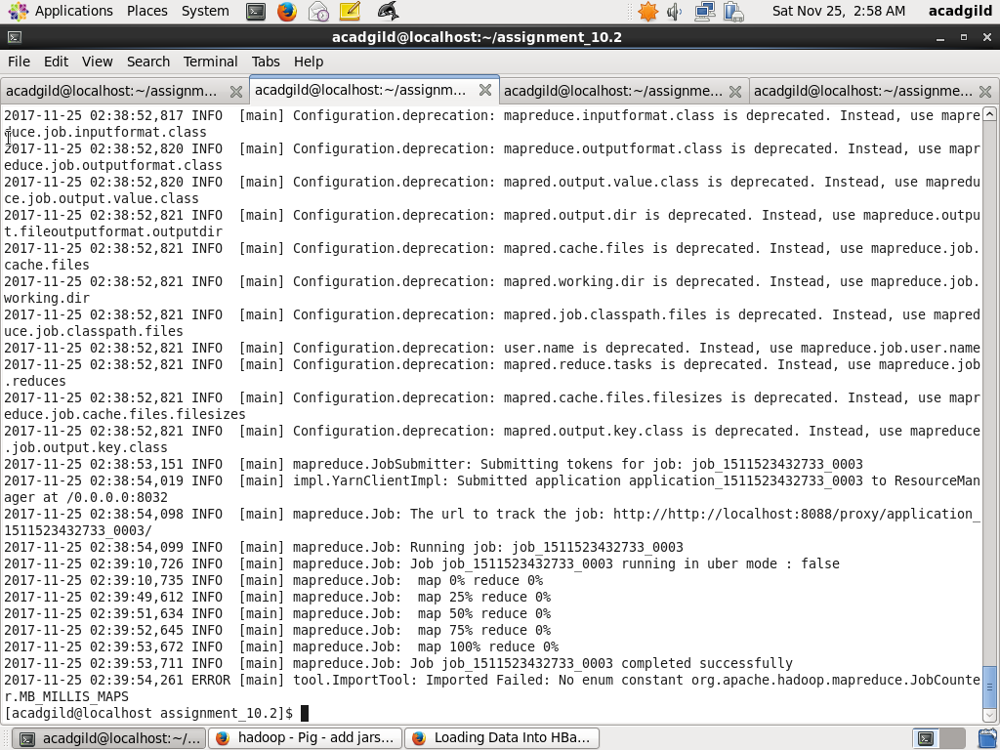 Applications Places System Sat Nov 25, 2:58 AM acadgild
acadgild@localhost:~/assignment_10.2
File Edit View Search Terminal Tabs Help
acadgild@localhost:~/assignm... acadgild@localhost:~/assignm... acadgild@localhost:~/assignme... acadgild@localhost:~/assignme...
2017-11-25 02:38:52,817 INFO  [main] Configuration.deprecation: mapreduce.inputformat.class is deprecated. Instead, use mapre
duce.job.inputformat.class
2017-11-25 02:38:52,820 INFO  [main] Configuration.deprecation: mapreduce.outputformat.class is deprecated. Instead, use mapr
educe.job.outputformat.class
2017-11-25 02:38:52,820 INFO  [main] Configuration.deprecation: mapred.output.value.class is deprecated. Instead, use mapredu
ce.job.output.value.class
2017-11-25 02:38:52,821 INFO  [main] Configuration.deprecation: mapred.output.dir is deprecated. Instead, use mapreduce.outpu
t.fileoutputformat.outputdir
2017-11-25 02:38:52,821 INFO  [main] Configuration.deprecation: mapred.cache.files is deprecated. Instead, use mapreduce.job.
cache.files
2017-11-25 02:38:52,821 INFO  [main] Configuration.deprecation: mapred.working.dir is deprecated. Instead, use mapreduce.job.
working.dir
2017-11-25 02:38:52,821 INFO  [main] Configuration.deprecation: mapred.job.classpath.files is deprecated. Instead, use mapred
uce.job.classpath.files
2017-11-25 02:38:52,821 INFO  [main] Configuration.deprecation: user.name is deprecated. Instead, use mapreduce.job.user.name
2017-11-25 02:38:52,821 INFO  [main] Configuration.deprecation: mapred.reduce.tasks is deprecated. Instead, use mapreduce.job
.reduces
2017-11-25 02:38:52,821 INFO  [main] Configuration.deprecation: mapred.cache.files.filesizes is deprecated. Instead, use mapr
educe.job.cache.files.filesizes
2017-11-25 02:38:52,821 INFO  [main] Configuration.deprecation: mapred.output.key.class is deprecated. Instead, use mapreduce
.job.output.key.class
2017-11-25 02:38:53,151 INFO  [main] mapreduce.JobSubmitter: Submitting tokens for job: job_1511523432733_0003
2017-11-25 02:38:54,019 INFO  [main] impl.YarnClientImpl: Submitted application application_1511523432733_0003 to ResourceMan
ager at /0.0.0.0:8032
2017-11-25 02:38:54,098 INFO  [main] mapreduce.Job: The url to track the job: http://http://localhost:8088/proxy/application_
1511523432733_0003/
2017-11-25 02:38:54,099 INFO  [main] mapreduce.Job: Running job: job_1511523432733_0003
2017-11-25 02:39:10,726 INFO  [main] mapreduce.Job: Job job_1511523432733_0003 running in uber mode : false
2017-11-25 02:39:10,735 INFO  [main] mapreduce.Job:  map 0% reduce 0%
2017-11-25 02:39:49,612 INFO  [main] mapreduce.Job:  map 25% reduce 0%
2017-11-25 02:39:51,634 INFO  [main] mapreduce.Job:  map 50% reduce 0%
2017-11-25 02:39:52,645 INFO  [main] mapreduce.Job:  map 75% reduce 0%
2017-11-25 02:39:53,672 INFO  [main] mapreduce.Job:  map 100% reduce 0%
2017-11-25 02:39:53,711 INFO  [main] mapreduce.Job: Job job_1511523432733_0003 completed successfully
2017-11-25 02:39:54,261 ERROR [main] tool.ImportTool: Imported Failed: No enum constant org.apache.hadoop.mapreduce.JobCounte
r.MB_MILLIS_MAPS
[acadgild@localhost assignment_10.2]$
acadgild@localhost:~/... hadoop - Pig - add jars... Loading Data Into HBa...